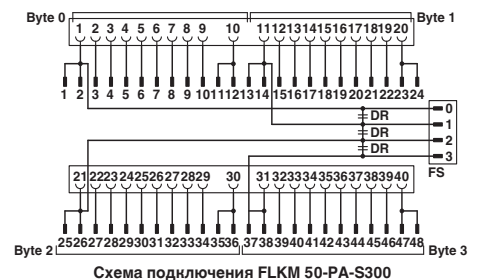 Byte 0 Byte 1
1 2 3 4 5 6 7 8 9 10 11 12 13 14 15 16 17 18 19 20
1 2 3 4 5 6 7 8 9 10 11 12 13 14 15 16 17 18 19 20 21 22 23 24
0
DR
1
DR
2
DR
3
FS
21 22 23 24 25 26 27 28 29 30 31 32 33 34 35 36 37 38 39 40
25 26 27 28 29 30 31 32 33 34 35 36 37 38 39 40 41 42 43 44 45 46 47 48
Byte 2 Byte 3
Схема подключения FLKM 50-PA-S300